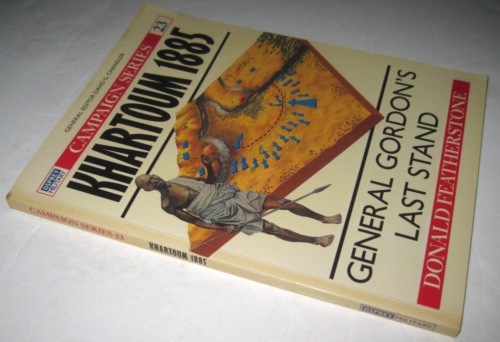 GENERAL EDITOR DAVID G. CHANDLER
OSPREY
MILITARY
CAMPAIGN SERIES
23
KHARTOUM 1885
GENERAL GORDON'S
LAST STAND
DONALD FEATHERSTONE
CAMPAIGN SERIES 23
KHARTOUM 1885
OSPREY MILITARY